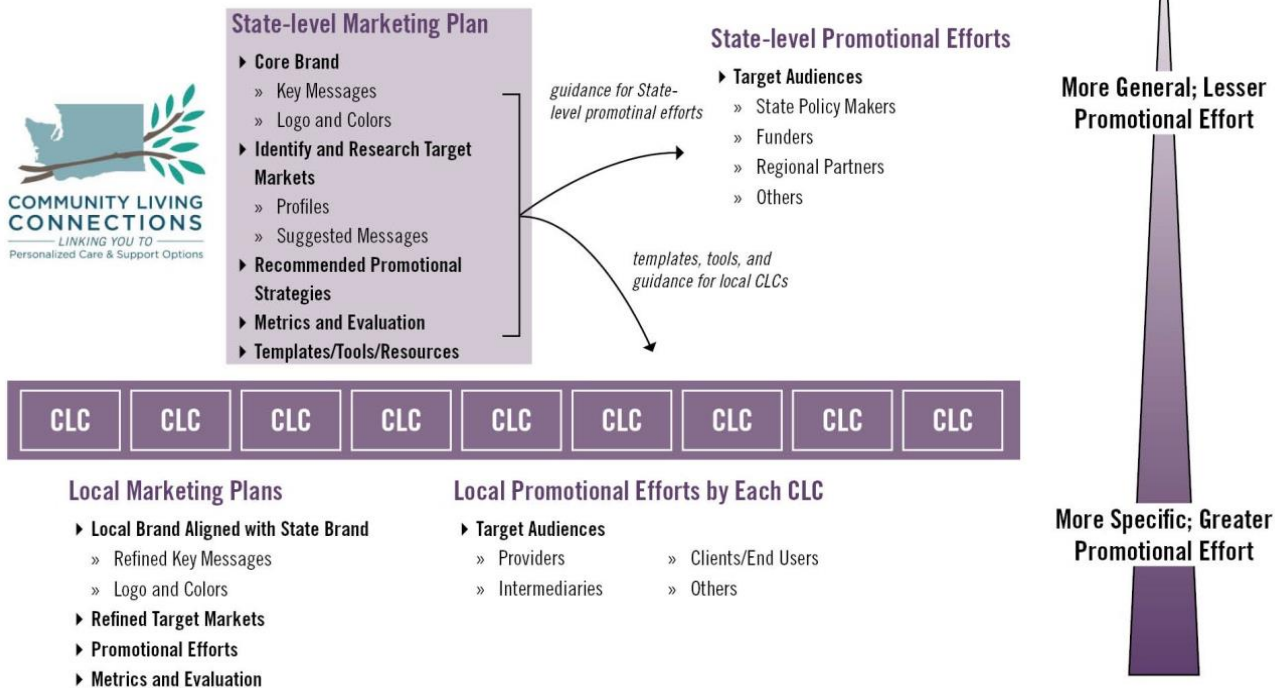 COMMUNITY LIVING
CONNECTIONS
LINKING YOU TO
Personalized Care & Support Options
State-level Marketing Plan
Core Brand
» Key Messages
» Logo and Colors
Identify and Research Target
Markets
» Profiles
» Suggested Messages
Recommended Promotional
Strategies
Metrics and Evaluation
Templates/Tools/Resources
guidance for State-
level promotinal efforts
templates, tools, and
guidance for local CLCs
State-level Promotional Efforts
Target Audiences
» State Policy Makers
» Funders
» Regional Partners
» Others
More General; Lesser
Promotional Effort
CLC CLC CLC CLC CLC CLC CLC CLC CLC
Local Marketing Plans
Local Brand Aligned with State Brand
» Refined Key Messages
» Logo and Colors
Refined Target Markets
Promotional Efforts
Metrics and Evaluation
Local Promotional Efforts by Each CLC
Target Audiences
» Providers
» Intermediaries
» Clients/End Users
» Others
More Specific; Greater
Promotional Effort